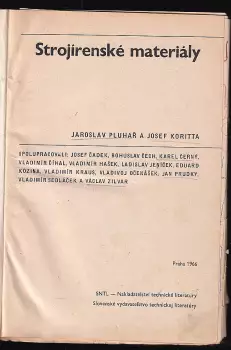 Strojírenské materiály
JAROSLAV PLUHAŘ A JOSEF KORITTA
SPOLUPRACOVALI: JOSEF ČADEK, BOHUSLAV ČECH, KAREL ČERNÝ,
VLADIMÍR ČÍHAL, VLADIMÍR HAŠEK, LADISLAV JENÍČEK, EDUARD
KOZINA, VLADIMÍR KRAUS, VLADIVOJ OČENÁŠEK, JAN PRUDKÝ,
VLADIMÍR SEDLÁČEK A VÁCLAV ZILVAR
Praha 1966
SNTL — Nakladatelství technické literatury
Slovenské vydavateľstvo technickej literatúry